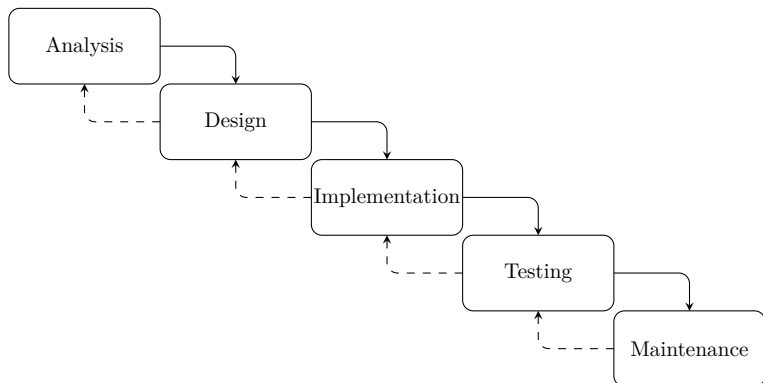 Analysis
Design
Implementation
Testing
Maintenance